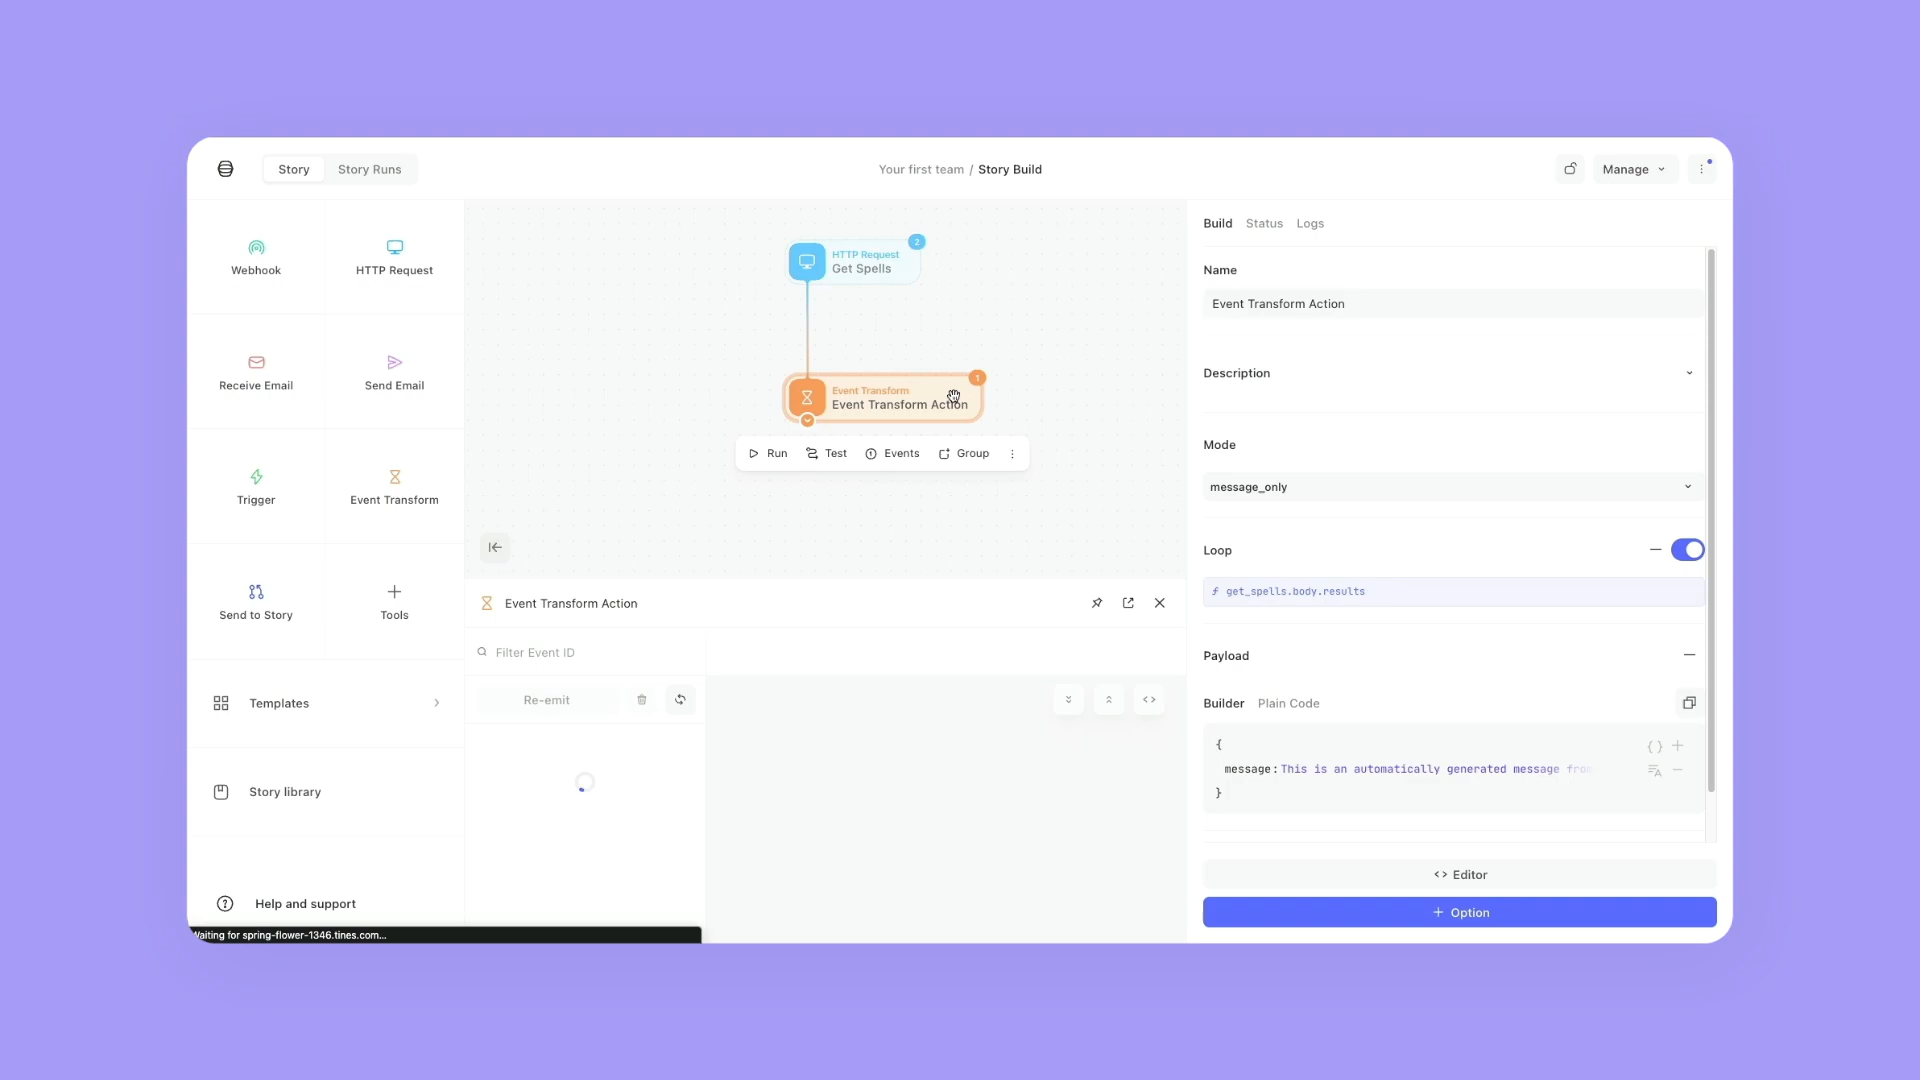 Story
Story Runs
Your first team / Story Build
Manage
Webhook
HTTP Request
Receive Email
Send Email
Trigger
Event Transform
Send to Story
Tools
Templates
Story library
Help and support
Waiting for spring-flower-1346.tines.com...
2
HTTP Request
Get Spells
1
Event Transform
Event Transform Action
Run
Test
Events
Group
Event Transform Action
Filter Event ID
Re-emit
Build
Status
Logs
Name
Event Transform Action
Description
Mode
message_only
Loop
f get_spells.body.results
Payload
Builder
Plain Code
{
message: This is an automatically generated message from
}
<> Editor
+ Option